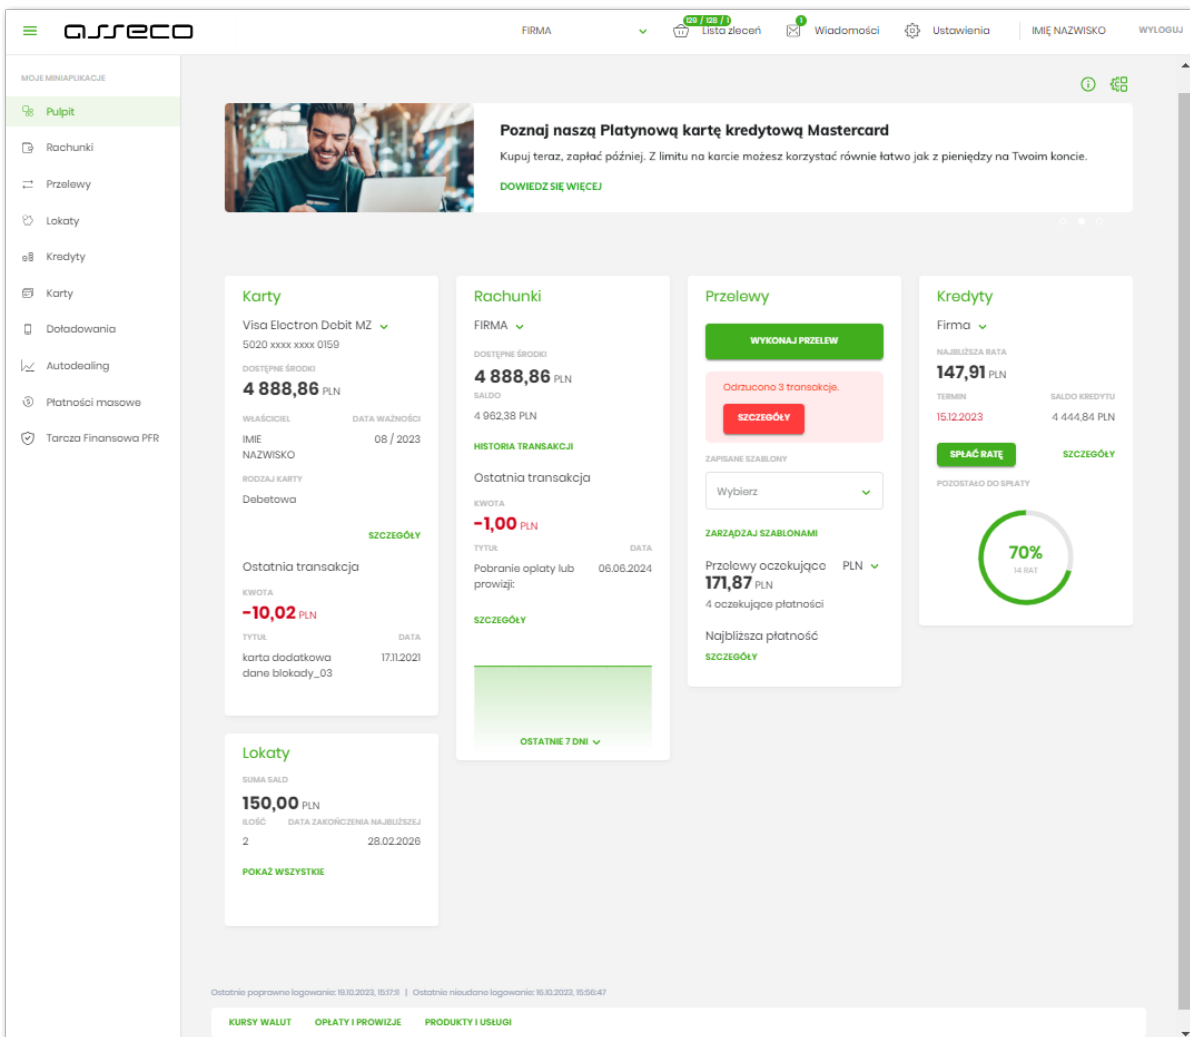 asseco
FIRMA
129 / 128 / 1
Lista zleceń
1
Wiadomości
Ustawienia
IMIĘ NAZWISKO
WYLOGUJ
MOJE MINIAPLIKACJE
Pulpit
Rachunki
Przelewy
Lokaty
Kredyty
Karty
Doładowania
Autodealing
Płatności masowe
Tarcza Finansowa PFR
Poznaj naszą Platynową kartę kredytową Mastercard
Kupuj teraz, zapłać później. Z limitu na karcie możesz korzystać równie łatwo jak z pieniędzy na Twoim koncie.
DOWIEDZ SIĘ WIĘCEJ
Karty
Visa Electron Debit MZ
5020 xxxx xxxx 0159
DOSTĘPNE ŚRODKI
4 888,86 PLN
WŁAŚCICIEL DATA WAŻNOŚCI
IMIE 08 / 2023
NAZWISKO
RODZAJ KARTY
Debetowa
SZCZEGÓŁY
Ostatnia transakcja
KWOTA
-10,02 PLN
TYTUŁ DATA
karta dodatkowa 17.11.2021
dane blokady_03
Rachunki
FIRMA
DOSTĘPNE ŚRODKI
4 888,86 PLN
SALDO
4 962,38 PLN
HISTORIA TRANSAKCJI
Ostatnia transakcja
KWOTA
-1,00 PLN
TYTUŁ DATA
Pobranie opłaty lub 06.06.2024
prowizji:
SZCZEGÓŁY
OSTATNIE 7 DNI
Przelewy
WYKONAJ PRZELEW
Odrzucono 3 transakcje.
SZCZEGÓŁY
ZAPISANE SZABLONY
Wybierz
ZARZĄDZAJ SZABLONAMI
Przelewy oczekujące PLN
171,87 PLN
4 oczekujące płatności
Najbliższa płatność
SZCZEGÓŁY
Kredyty
Firma
NAJBLIŻSZA RATA
147,91 PLN
TERMIN SALDO KREDYTU
15.12.2023 4 444,84 PLN
SPŁAĆ RATĘ SZCZEGÓŁY
POZOSTAŁO DO SPŁATY
70%
14 RAT
Lokaty
SUMA SALD
150,00 PLN
ILOŚĆ DATA ZAKOŃCZENIA NAJBLIŻSZEJ
2 28.02.2026
POKAŻ WSZYSTKIE
Ostatnie poprawne logowanie: 19.10.2023, 15:17:11 | Ostatnie nieudane logowanie: 16.10.2023, 15:56:47
KURSY WALUT OPŁATY I PROWIZJE PRODUKTY I USŁUGI